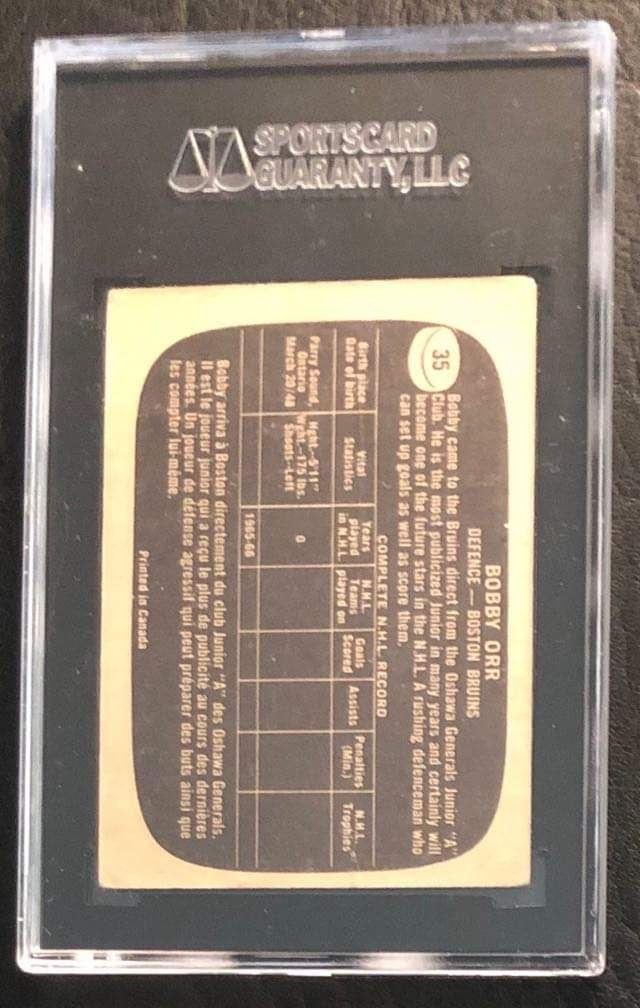 SPORTSCARD
GUARANTY, LLC
35
BOBBY ORR
DEFENCE — BOSTON BRUINS
Bobby came to the Bruins direct from the Oshawa Generals Junior "A"
Club. He is the most publicized Junior in many years and certainly will
become one of the future stars in the N.H.L. A rushing defenceman who
can set up goals as well as score them.
COMPLETE N.H.L. RECORD
Birth place Date of birth
Vital Statistics
Years played in N.H.L.
N.H.L. Teams played on
Goals Scored
Assists
Penalties (Min.)
N.H.L. Trophies
Parry Sound,
Ontario
March 20/48
Hght.-5'11"
Wght.-176 lbs.
Shoots-Left
0
1965-66
Bobby arriva à Boston directement du club Junior "A" des Oshawa Generals.
Il est le joueur junior qui a reçu le plus de publicité au cours des dernières
années. Un joueur de défense agressif qui peut préparer des buts ainsi que
les compter lui-même.
Printed in Canada